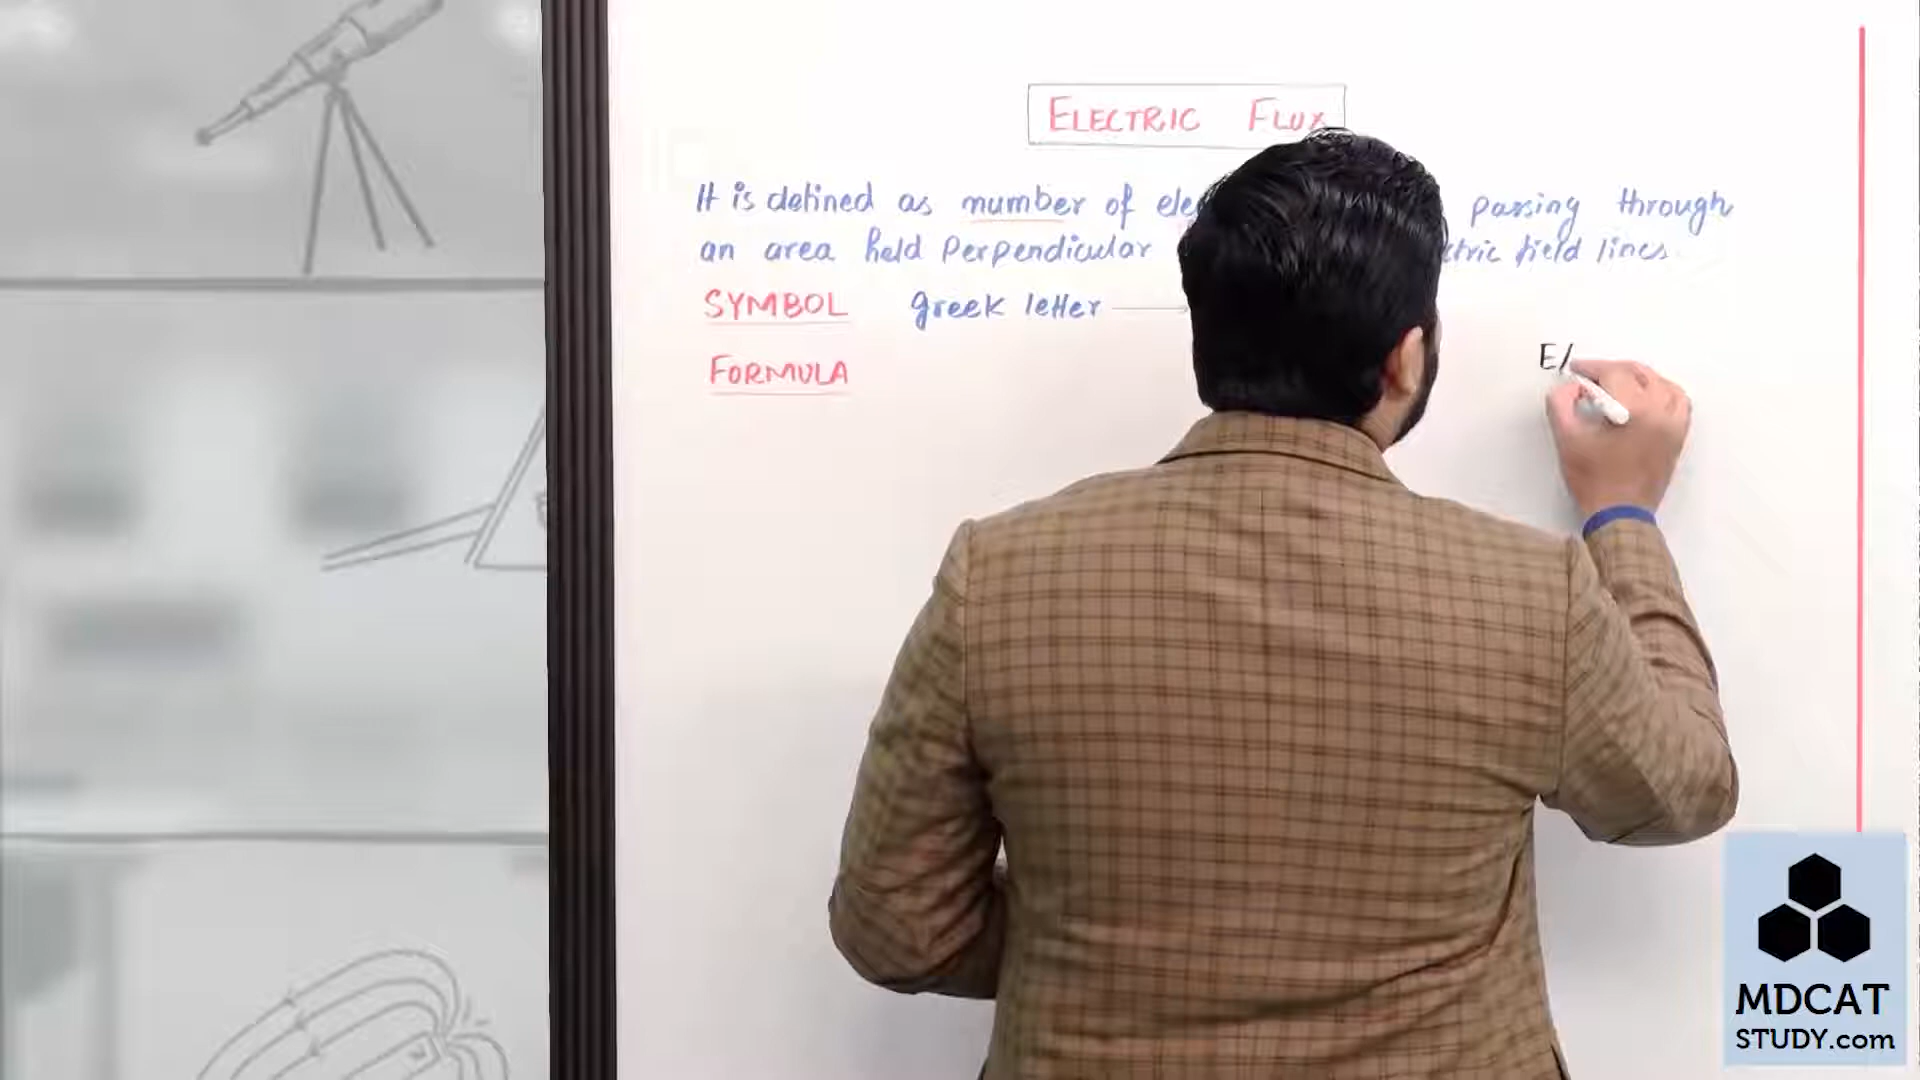 ELECTRIC FLUX
It is defined as number of passing through
an area held Perpendicular field lines.
SYMBOL greek letter
E/
FORMULA
MDCAT
STUDY.com